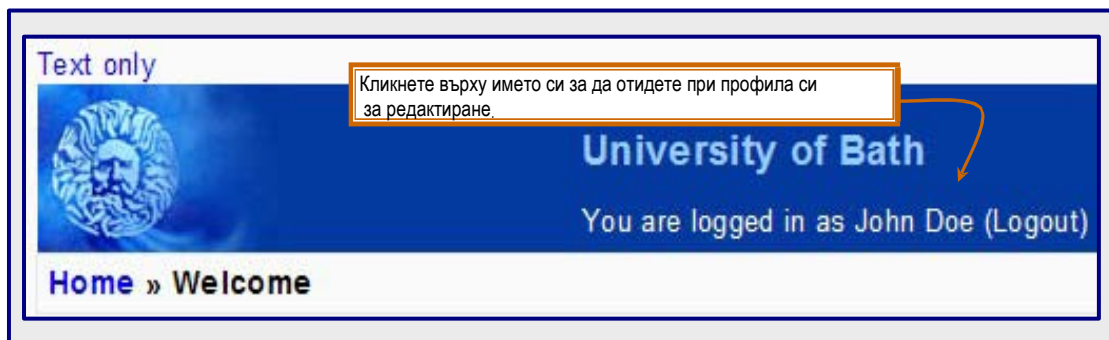 Text only
Кликнете върху името си за да отидете при профила си
за редактиране.
University of Bath
You are logged in as John Doe (Logout)
Home » Welcome